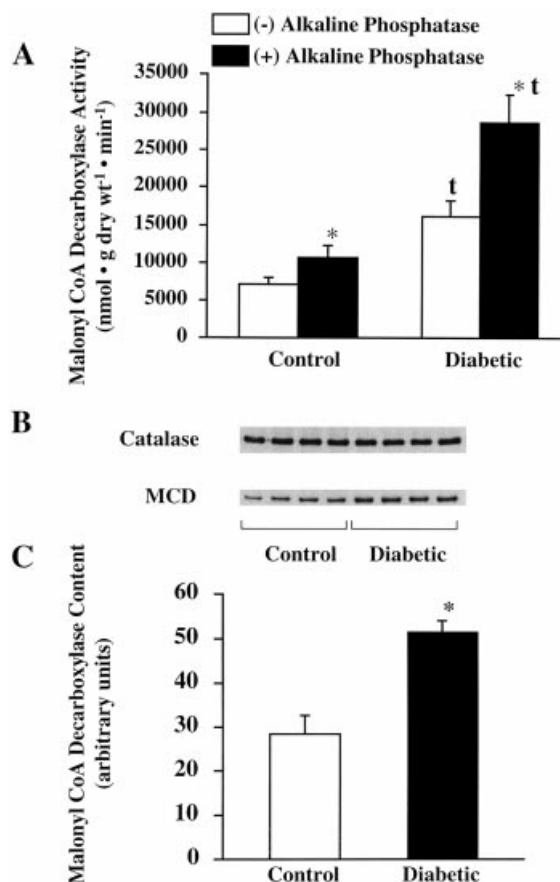 (-) Alkaline Phosphatase
(+) Alkaline Phosphatase
A
Malonyl CoA Decarboxylase Activity
(nmol • g dry wt⁻¹ • min⁻¹)
35000
30000
25000
20000
15000
10000
5000
0
*
t
* t
Control
Diabetic
B
Catalase
MCD
Control
Diabetic
C
Malonyl CoA Decarboxylase Content
(arbitrary units)
60
50
40
30
20
10
0
*
Control
Diabetic